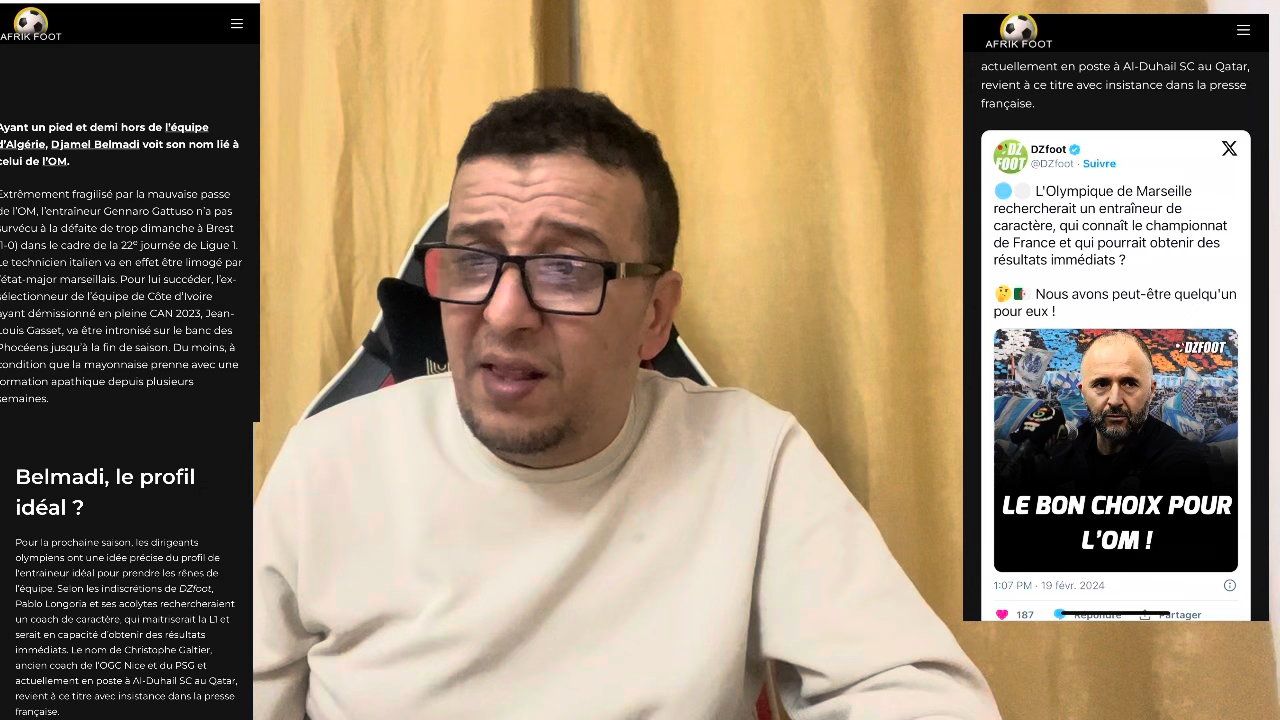 AFRIK FOOT
Ayant un pied et demi hors de l'équipe
d'Algérie, Djamel Belmadi voit son nom lié à
celui de l'OM.
Extrêmement fragilisé par la mauvaise passe
de l'OM, l'entraîneur Gennaro Gattuso n'a pas
survécu à la défaite de trop dimanche à Brest
(1-0) dans le cadre de la 22e journée de Ligue 1.
Le technicien italien va en effet être limogé par
l'état-major marseillais. Pour lui succéder, l'ex-
sélectionneur de l'équipe de Côte d'Ivoire
ayant démissionné en pleine CAN 2023, Jean-
Louis Gasset, va être intronisé sur le banc des
Phocéens jusqu'à la fin de saison. Du moins, à
condition que la mayonnaise prenne avec une
formation apathique depuis plusieurs
semaines.
Belmadi, le profil
idéal ?
Pour la prochaine saison, les dirigeants
olympiens ont une idée précise du profil de
l'entraineur idéal pour prendre les rênes de
l'équipe. Selon les indiscrétions de DZfoot,
Pablo Longoria et ses acolytes rechercheraient
un coach de caractère, qui maitriserait la L1 et
serait en capacité d'obtenir des résultats
immédiats. Le nom de Christophe Galtier,
ancien coach de l'OGC Nice et du PSG et
actuellement en poste à Al-Duhail SC au Qatar,
revient à ce titre avec insistance dans la presse
française.
AFRIK FOOT
actuellement en poste à Al-Duhail SC au Qatar,
revient à ce titre avec insistance dans la presse
française.
DZ FOOT
DZfoot
@DZfoot · Suivre
L'Olympique de Marseille
rechercherait un entraîneur de
caractère, qui connaît le championnat
de France et qui pourrait obtenir des
résultats immédiats ?
Nous avons peut-être quelqu'un
pour eux !
DZFOOT
LE BON CHOIX POUR
L'OM !
1:07 PM · 19 févr. 2024
187 Répondre Partager